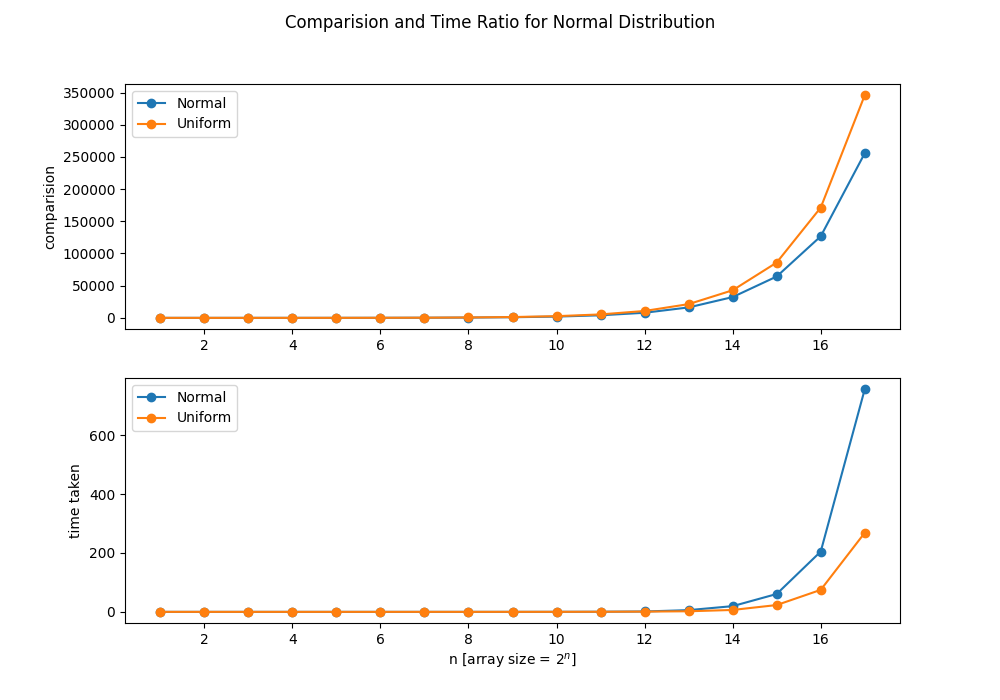 Comparision and Time Ratio for Normal Distribution
Normal
Uniform
comparision
350000
300000
250000
200000
150000
100000
50000
0
2 4 6 8 10 12 14 16
Normal
Uniform
time taken
600
400
200
0
2 4 6 8 10 12 14 16
n [array size = 2ⁿ]